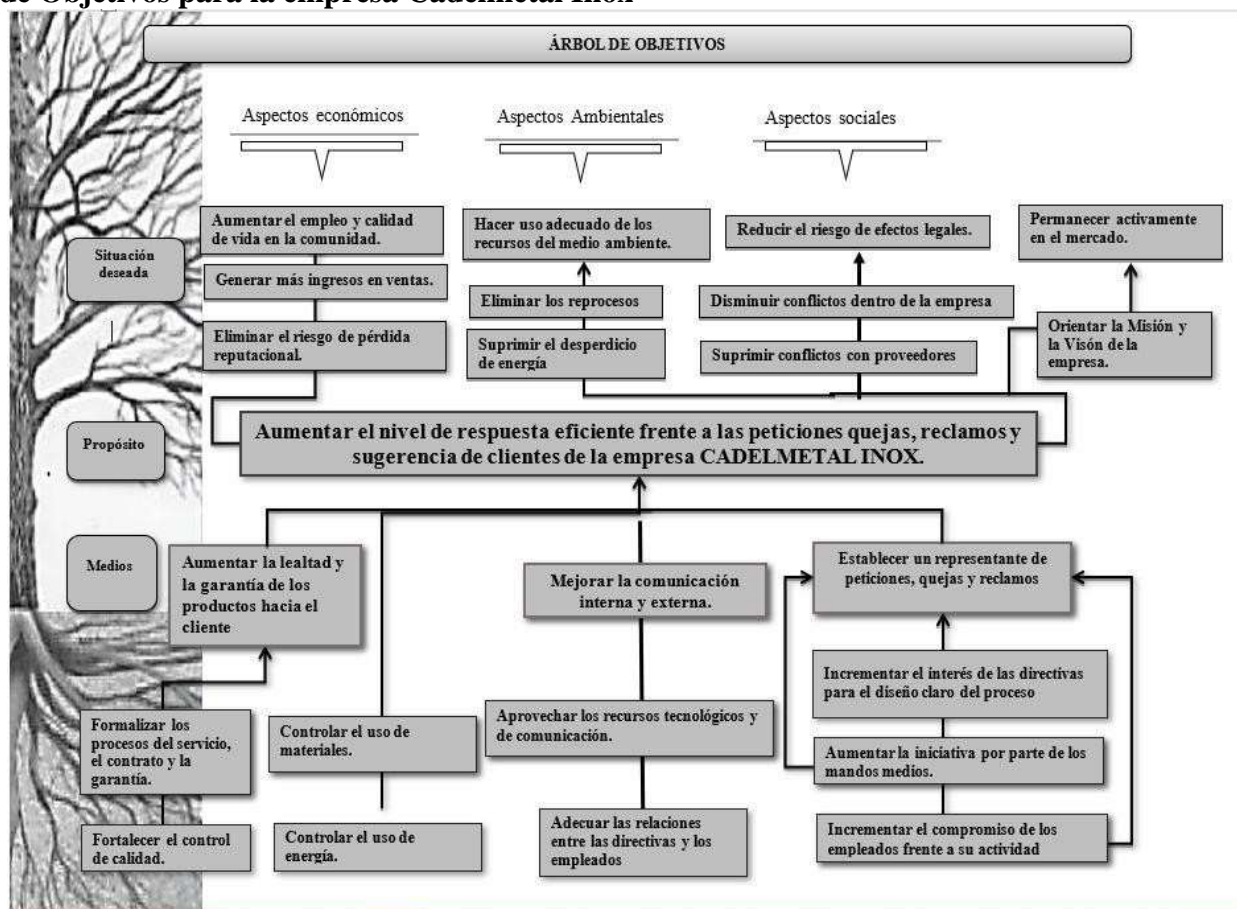 de Objetivos para la empresa Cadelmetal Inox
ÁRBOL DE OBJETIVOS
Aspectos económicos
Aspectos Ambientales
Aspectos sociales
Situación
deseada
Aumentar el empleo y calidad
de vida en la comunidad.
Generar más ingresos en ventas.
Eliminar el riesgo de pérdida
reputacional.
Hacer uso adecuado de los
recursos del medio ambiente.
Eliminar los reprocesos
Suprimir el desperdicio
de energía
Reducir el riesgo de efectos legales.
Disminuir conflictos dentro de la empresa
Suprimir conflictos con proveedores
Permanecer activamente
en el mercado.
Orientar la Misión y
la Visón de la
empresa.
Propósito
Aumentar el nivel de respuesta eficiente frente a las peticiones quejas, reclamos y
sugerencia de clientes de la empresa CADELMETAL INOX.
Medios
Aumentar la lealtad y
la garantía de los
productos hacia el
cliente
Mejorar la comunicación
interna y externa.
Establecer un representante de
peticiones, quejas y reclamos
Formalizar los
procesos del servicio,
el contrato y la
garantía.
Controlar el uso de
materiales.
Aprovechar los recursos tecnológicos y
de comunicación.
Incrementar el interés de las directivas
para el diseño claro del proceso
Aumentar la iniciativa por parte de los
mandos medios.
Fortalecer el control
de calidad.
Controlar el uso de
energía.
Adecuar las relaciones
entre las directivas y los
empleados
Incrementar el compromiso de los
empleados frente a su actividad